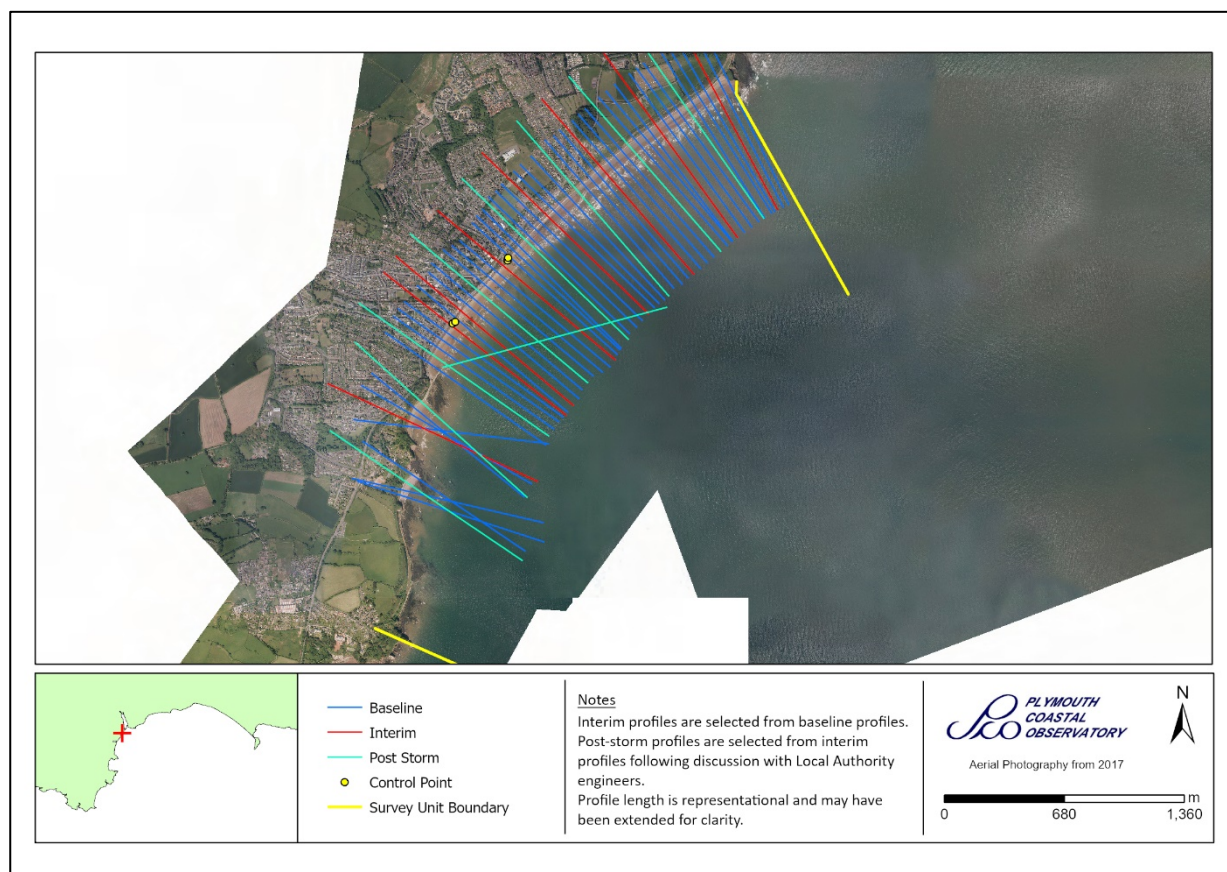 Baseline
Interim
Post Storm
Control Point
Survey Unit Boundary
Notes
Interim profiles are selected from baseline profiles.
Post-storm profiles are selected from interim
profiles following discussion with Local Authority
engineers.
Profile length is representational and may have
been extended for clarity.
PLYMOUTH
COASTAL
OBSERVATORY
Aerial Photography from 2017
N
m
0 680 1,360